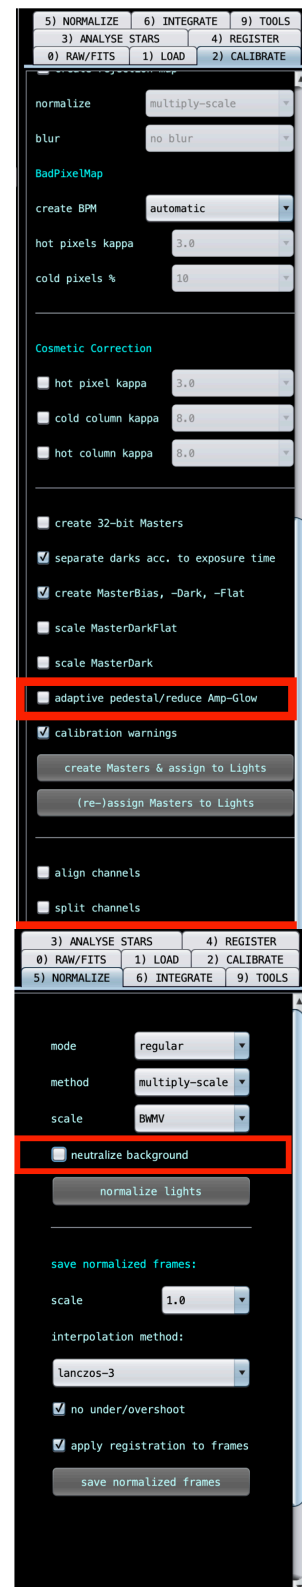 5) NORMALIZE 6) INTEGRATE 9) TOOLS
3) ANALYSE STARS 4) REGISTER
0) RAW/FITS 1) LOAD 2) CALIBRATE
create rejection map
normalize multiply-scale
blur no blur
BadPixelMap
create BPM automatic
hot pixels kappa 3.0
cold pixels % 10
Cosmetic Correction
hot pixel kappa 3.0
cold column kappa 8.0
hot column kappa 8.0
create 32-bit Masters
separate darks acc. to exposure time
create MasterBias, -Dark, -Flat
scale MasterDarkFlat
scale MasterDark
adaptive pedestal/reduce Amp-Glow
calibration warnings
create Masters & assign to Lights
(re-)assign Masters to Lights
align channels
split channels
3) ANALYSE STARS 4) REGISTER
0) RAW/FITS 1) LOAD 2) CALIBRATE
5) NORMALIZE 6) INTEGRATE 9) TOOLS
mode regular
method multiply-scale
scale BWMV
neutralize background
normalize lights
save normalized frames:
scale 1.0
interpolation method:
lanczos-3
no under/overshoot
apply registration to frames
save normalized frames